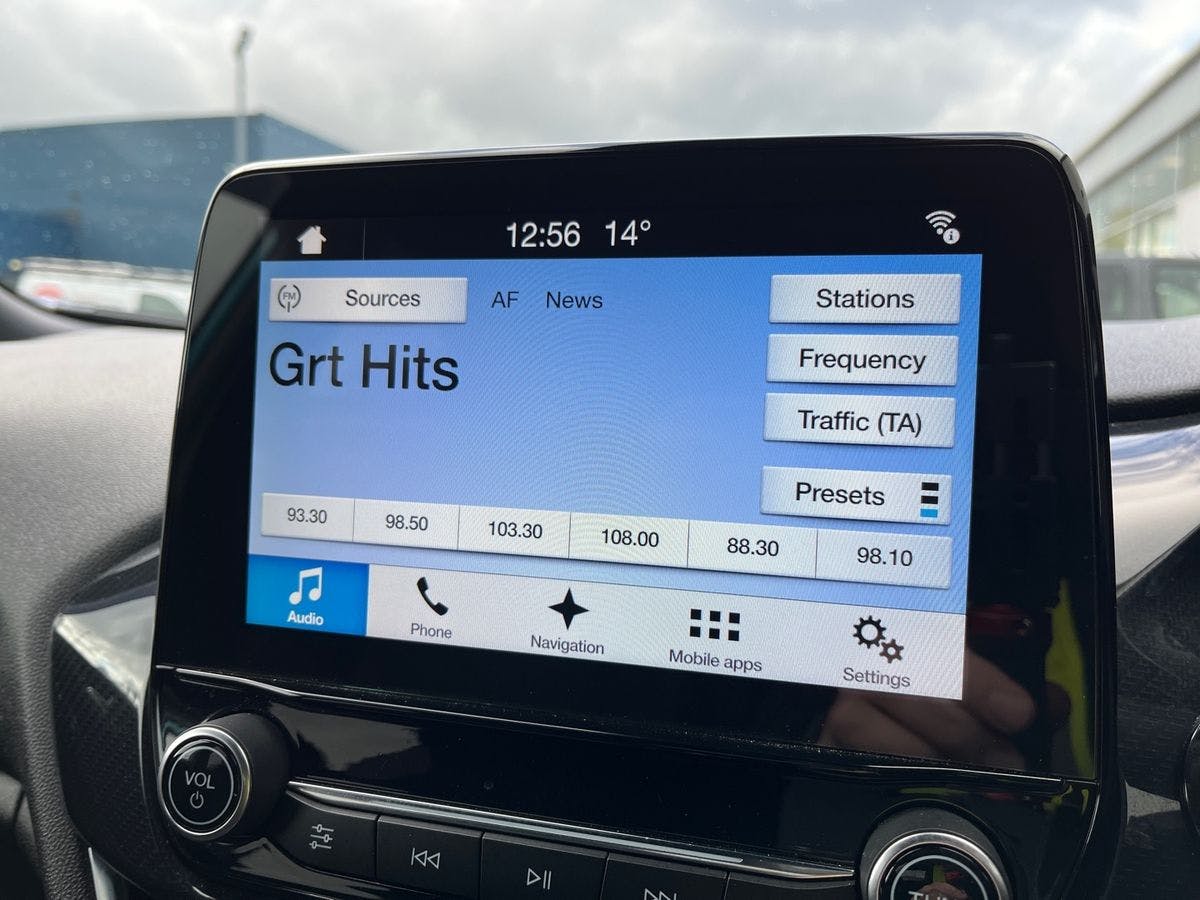 12:56 14°
FM Sources AF News
Grt Hits
Stations
Frequency
Traffic (TA)
Presets
93.30 98.50 103.30 108.00 88.30 98.10
Audio Phone Navigation Mobile apps Settings
VOL